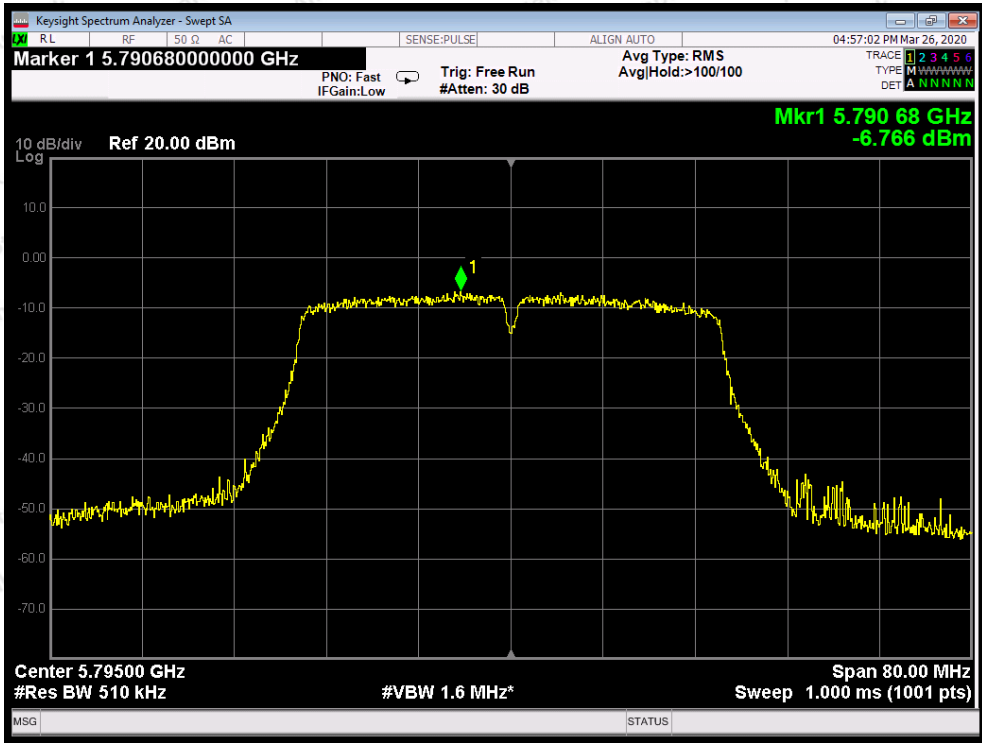 Keysight Spectrum Analyzer - Swept SA
LXI RL RF 50 Ω AC SENSE:PULSE ALIGN AUTO 04:57:02 PM Mar 26, 2020
Marker 1 5.790680000000 GHz
PNO: Fast
IFGain:Low
Trig: Free Run
#Atten: 30 dB
Avg Type: RMS
Avg|Hold:>100/100
TRACE 1 2 3 4 5 6
TYPE M WWWWW
DET A N N N N N
Mkr1 5.790 68 GHz
-6.766 dBm
10 dB/div Ref 20.00 dBm
Log
10.0
0.00
1
-10.0
-20.0
-30.0
-40.0
-50.0
-60.0
-70.0
Center 5.79500 GHz Span 80.00 MHz
#Res BW 510 kHz #VBW 1.6 MHz* Sweep 1.000 ms (1001 pts)
MSG STATUS